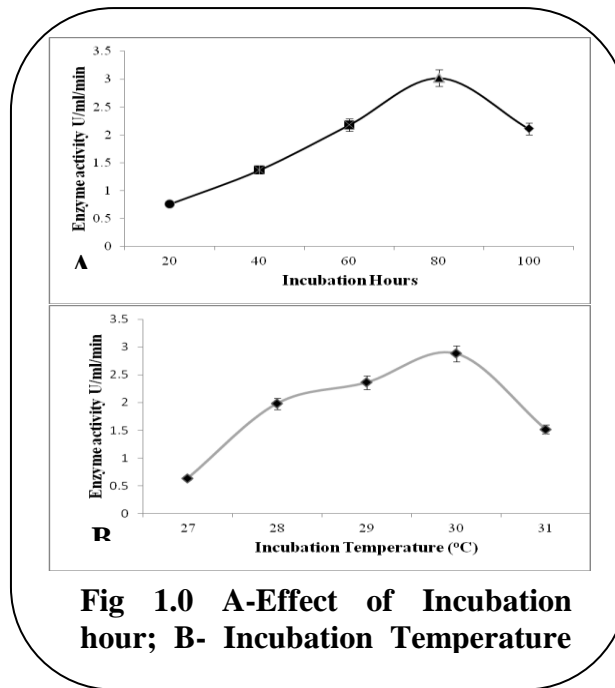 3.5
3
2.5
2
1.5
1
0.5
0
Enzyme activity U/ml/min
20 40 60 80 100
A
Incubation Hours
3.5
3
2.5
2
1.5
1
0.5
0
Enzyme activity U/ml/min
27 28 29 30 31
B
Incubation Temperature (°C)
Fig 1.0 A-Effect of Incubation
hour; B- Incubation Temperature